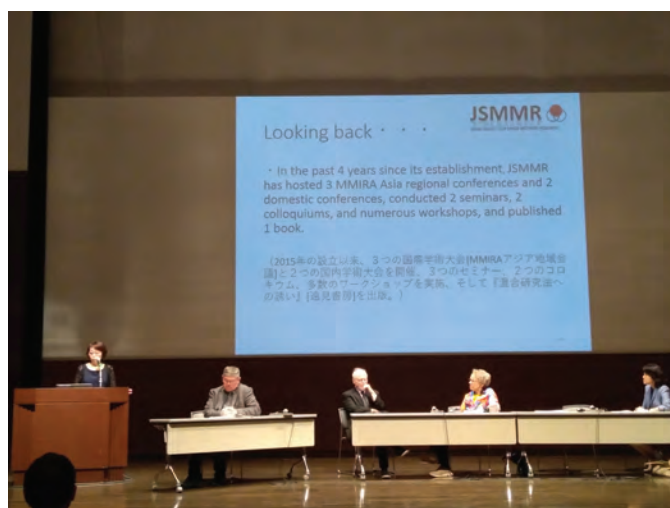 JSMMR
Looking back・・・
・In the past 4 years since its establishment, JSMMR
has hosted 3 MMIRA Asia regional conferences and 2
domestic conferences, conducted 2 seminars, 2
colloquiums, and numerous workshops, and published
1 book.
（2015年の設立以来、３つの国際学術大会[MMIRAアジア地域会
議]と２つの国内学術大会を開催、３つのセミナー、２つのコロ
キウム、多数のワークショップを実施、そして『混合研究法へ
の誘い』[遠見書房]を出版。）